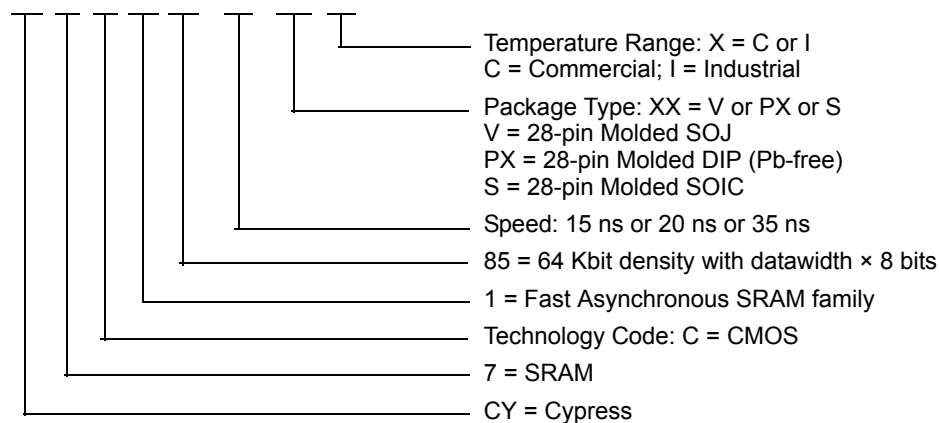 Temperature Range: X = C or I
C = Commercial; I = Industrial
Package Type: XX = V or PX or S
V = 28-pin Molded SOJ
PX = 28-pin Molded DIP (Pb-free)
S = 28-pin Molded SOIC
Speed: 15 ns or 20 ns or 35 ns
85 = 64 Kbit density with datawidth × 8 bits
1 = Fast Asynchronous SRAM family
Technology Code: C = CMOS
7 = SRAM
CY = Cypress